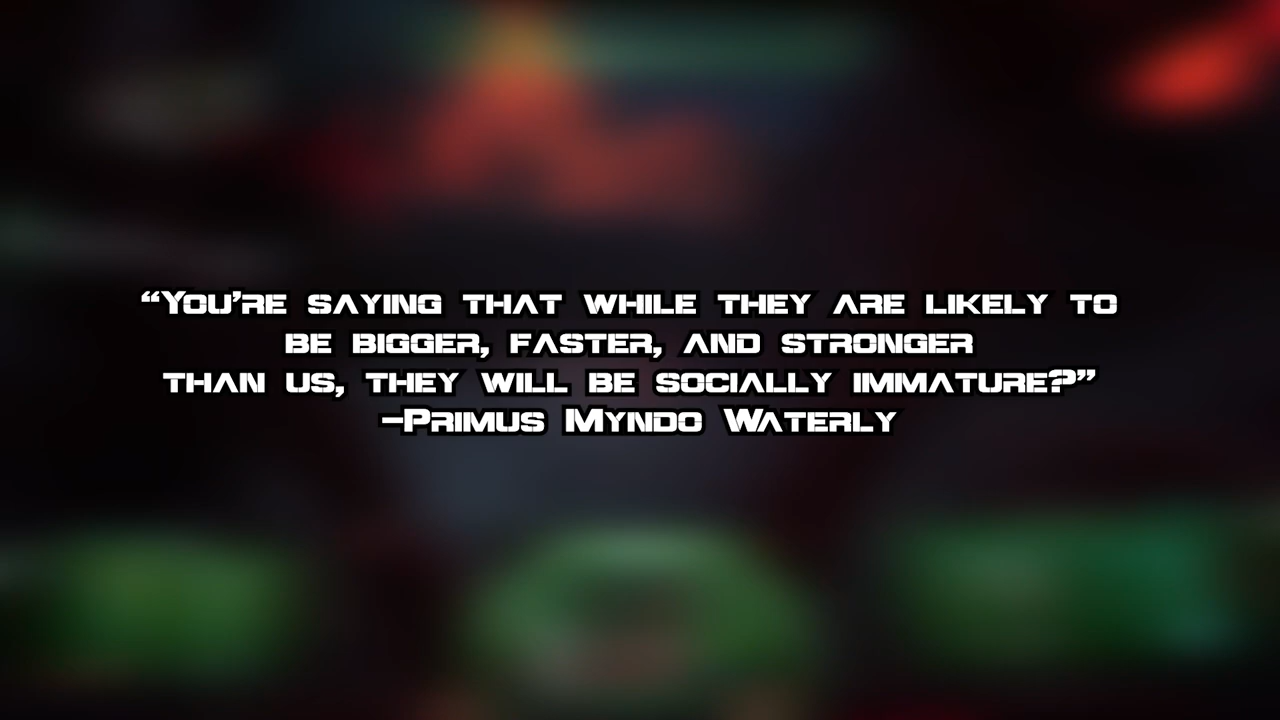 “You’re saying that while they are likely to
be bigger, faster, and stronger
than us, they will be socially immature?”
–Primus Myndo Waterly